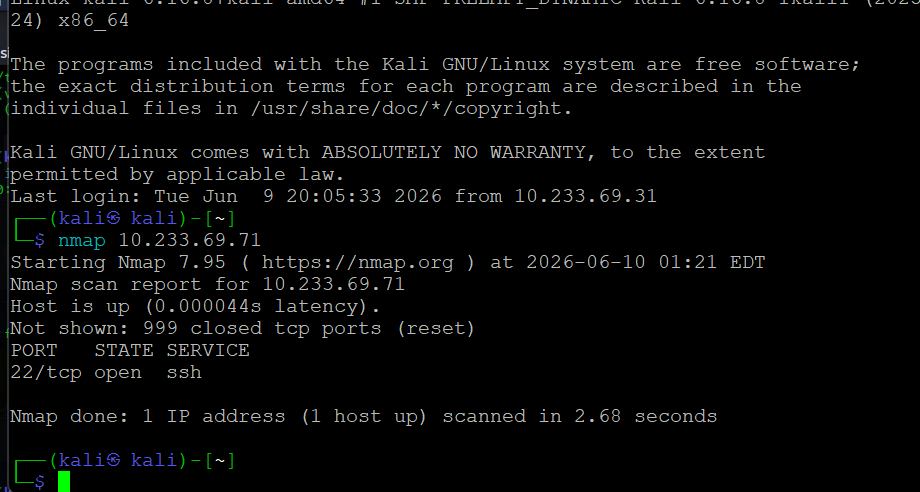 24) x86_64
The programs included with the Kali GNU/Linux system are free software;
the exact distribution terms for each program are described in the
individual files in /usr/share/doc/*/copyright.
Kali GNU/Linux comes with ABSOLUTELY NO WARRANTY, to the extent
permitted by applicable law.
Last login: Tue Jun  9 20:05:33 2026 from 10.233.69.31
┌──(kali㉿ kali)-[~]
└─$ nmap 10.233.69.71
Starting Nmap 7.95 ( https://nmap.org ) at 2026-06-10 01:21 EDT
Nmap scan report for 10.233.69.71
Host is up (0.000044s latency).
Not shown: 999 closed tcp ports (reset)
PORT   STATE SERVICE
22/tcp open  ssh
Nmap done: 1 IP address (1 host up) scanned in 2.68 seconds
┌──(kali㉿ kali)-[~]
└─$